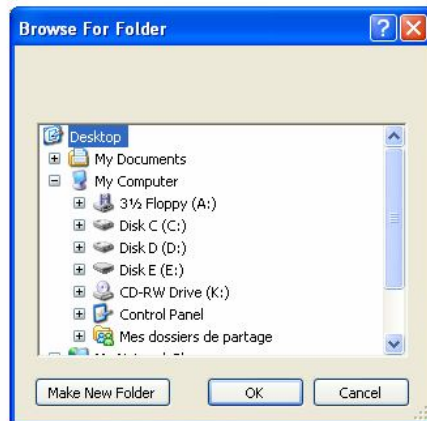 Browse For Folder
Desktop
My Documents
My Computer
3½ Floppy (A:)
Disk C (C:)
Disk D (D:)
Disk E (E:)
CD-RW Drive (K:)
Control Panel
Mes dossiers de partage
Make New Folder
OK
Cancel